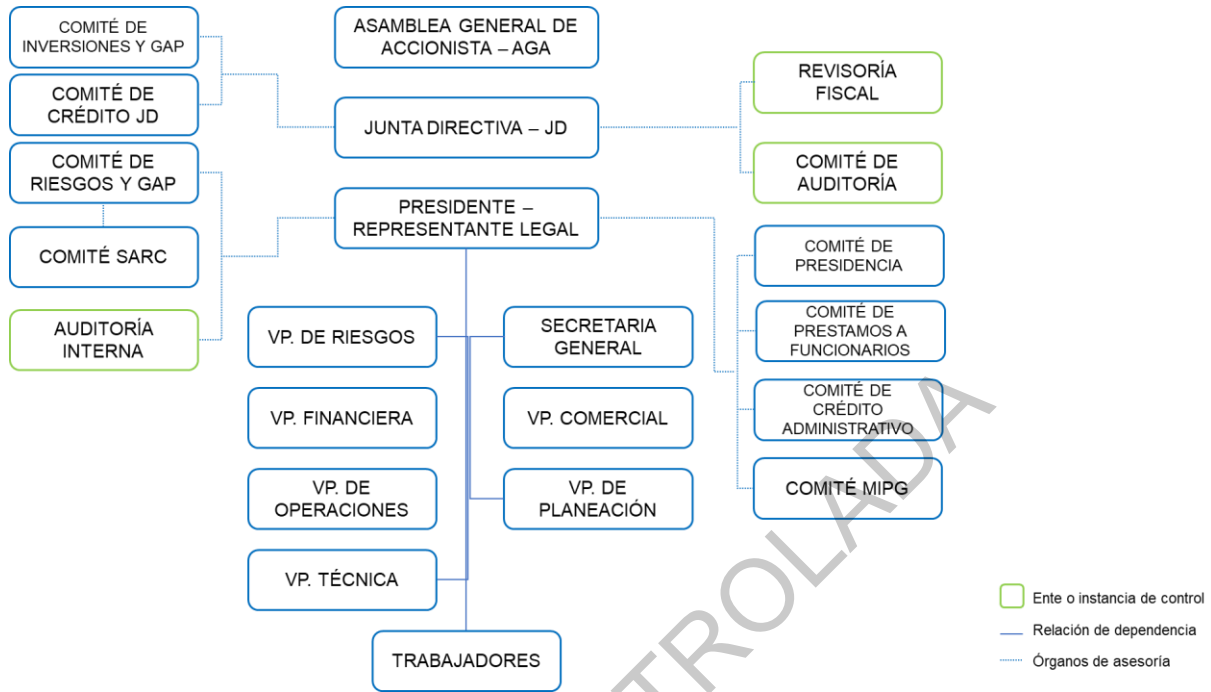 COMITÉ DE
INVERSIONES Y GAP
ASAMBLEA GENERAL DE
ACCIONISTA – AGA
REVISORÍA
FISCAL
COMITÉ DE
CRÉDITO JD
JUNTA DIRECTIVA – JD
COMITÉ DE
RIESGOS Y GAP
COMITÉ DE
AUDITORÍA
PRESIDENTE –
REPRESENTANTE LEGAL
COMITÉ SARC
COMITÉ DE
PRESIDENCIA
AUDITORÍA
INTERNA
VP. DE RIESGOS
SECRETARIA
GENERAL
COMITÉ DE
PRESTAMOS A
FUNCIONARIOS
VP. FINANCIERA
VP. COMERCIAL
COMITÉ DE
CRÉDITO
ADMINISTRATIVO
VP. DE
OPERACIONES
VP. DE
PLANEACIÓN
COMITÉ MIPG
VP. TÉCNICA
TRABAJADORES
Ente o instancia de control
Relación de dependencia
Órganos de asesoría
TROLADA